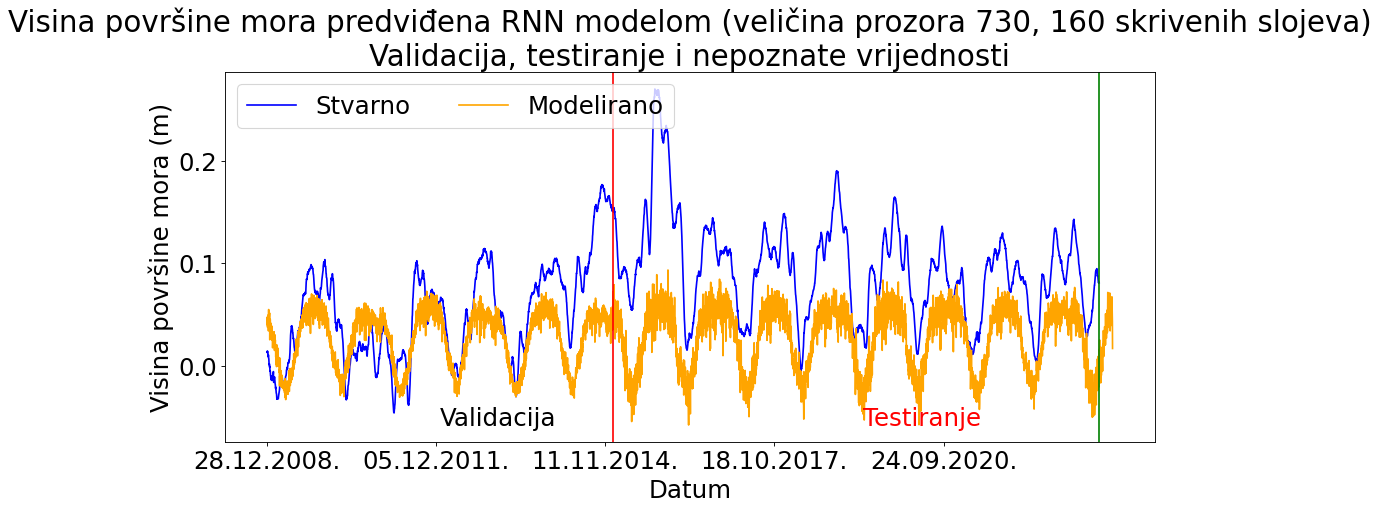 Visina površine mora predviđena RNN modelom (veličina prozora 730, 160 skrivenih slojeva)
Validacija, testiranje i nepoznate vrijednosti
Stvarno
Modelirano
Visina površine mora (m)
0.2
0.1
0.0
Validacija
Testiranje
28.12.2008.
05.12.2011.
11.11.2014.
18.10.2017.
24.09.2020.
Datum